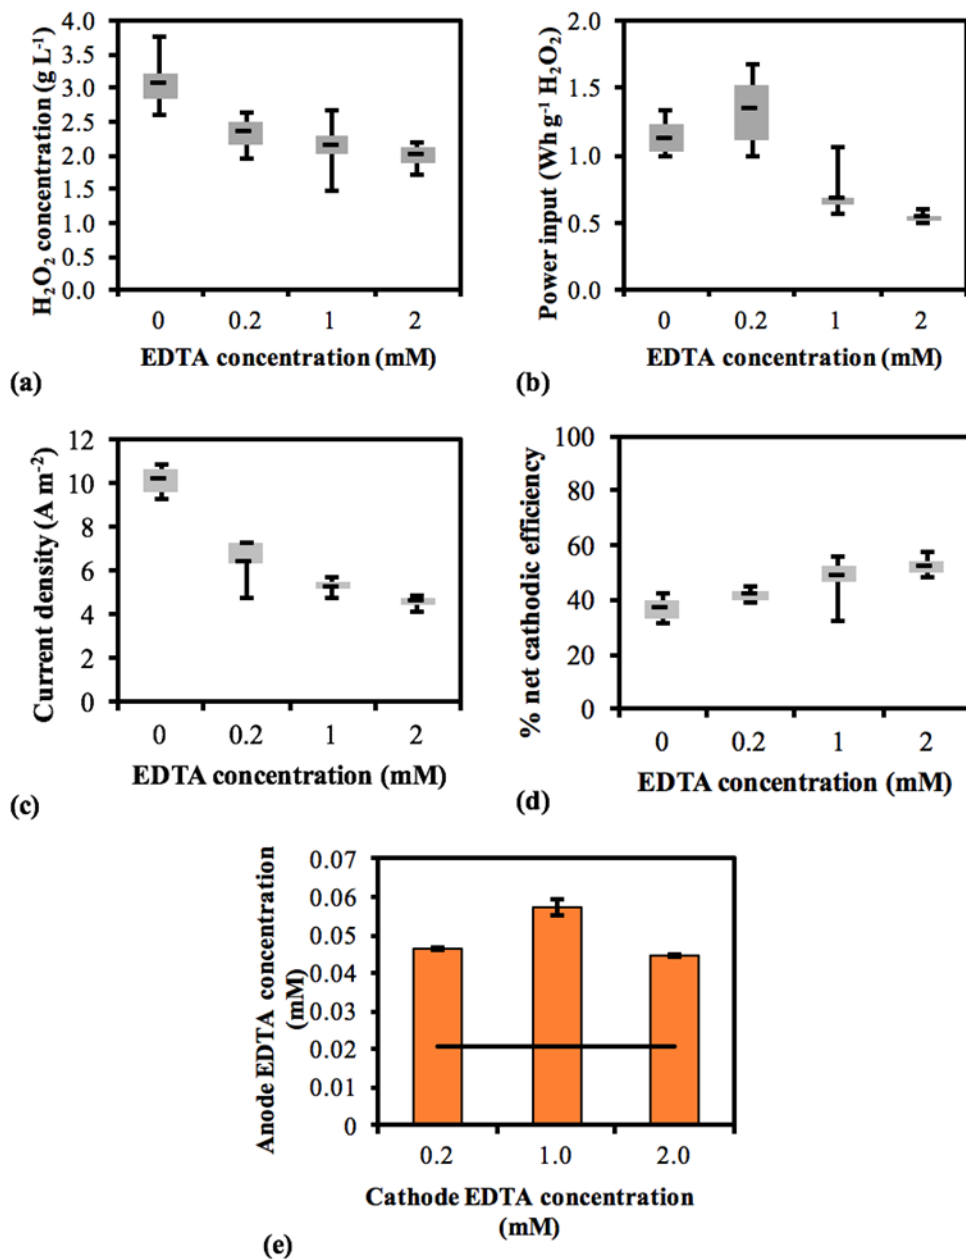 H₂O₂ concentration (g L⁻¹)
4.0
3.5
3.0
2.5
2.0
1.5
1.0
0.5
0.0
0 0.2 1 2
EDTA concentration (mM)
(a)
Power input (Wh g⁻¹ H₂O₂)
2.0
1.5
1.0
0.5
0.0
0 0.2 1 2
EDTA concentration (mM)
(b)
Current density (A m⁻²)
12
10
8
6
4
2
0
0 0.2 1 2
EDTA concentration (mM)
(c)
% net cathodic efficiency
100
80
60
40
20
0
0 0.2 1 2
EDTA concentration (mM)
(d)
Anode EDTA concentration
(mM)
0.07
0.06
0.05
0.04
0.03
0.02
0.01
0
0.2 1.0 2.0
Cathode EDTA concentration
(mM)
(e)